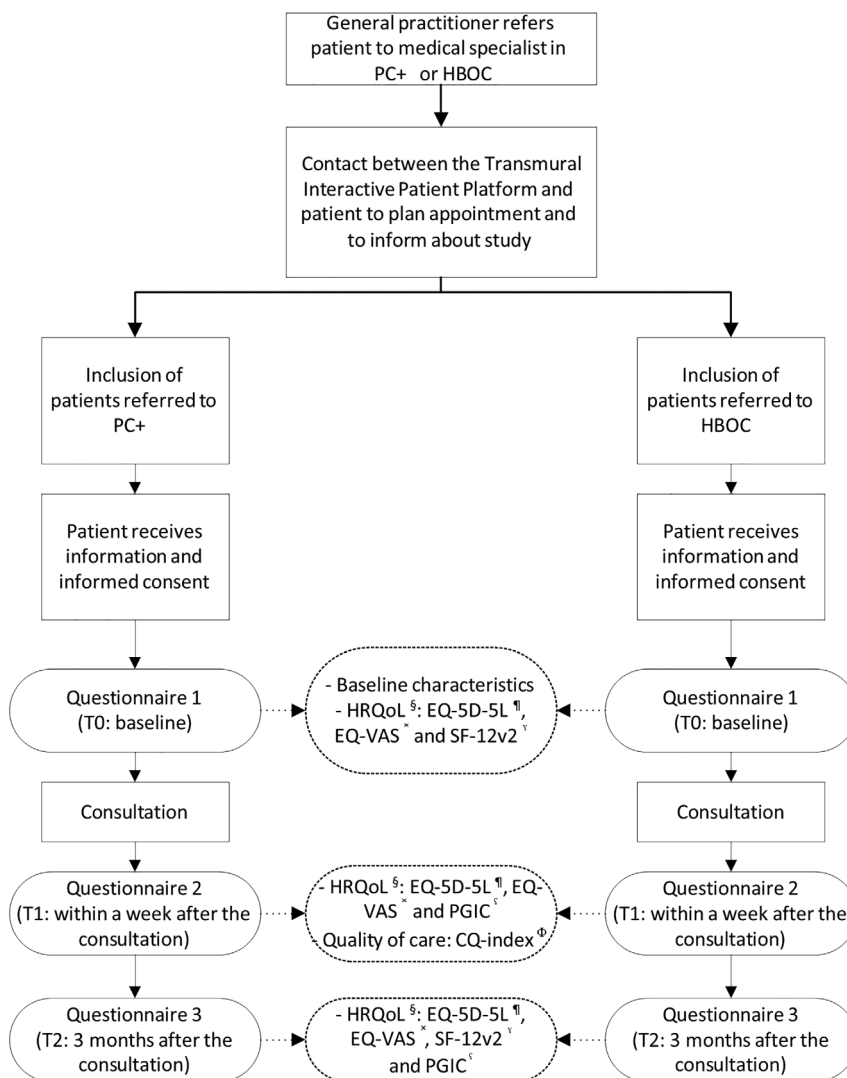 General practitioner refers
patient to medical specialist in
PC+ or HBOC
Contact between the Transmural
Interactive Patient Platform and
patient to plan appointment and
to inform about study
Inclusion of
patients referred to
PC+
Inclusion of
patients referred to
HBOC
Patient receives
information and
informed consent
Patient receives
information and
informed consent
Questionnaire 1
(T0: baseline)
- Baseline characteristics
- HRQoL §: EQ-5D-5L ¶,
EQ-VAS × and SF-12v2 ˠ
Questionnaire 1
(T0: baseline)
Consultation
Consultation
Questionnaire 2
(T1: within a week after the
consultation)
- HRQoL §: EQ-5D-5L ¶, EQ-
VAS × and PGIC ˤ
- Quality of care: CQ-index Φ
Questionnaire 2
(T1: within a week after the
consultation)
Questionnaire 3
(T2: 3 months after the
consultation)
- HRQoL §: EQ-5D-5L ¶,
EQ-VAS ×, SF-12v2 ˠ
and PGIC ˤ
Questionnaire 3
(T2: 3 months after the
consultation)